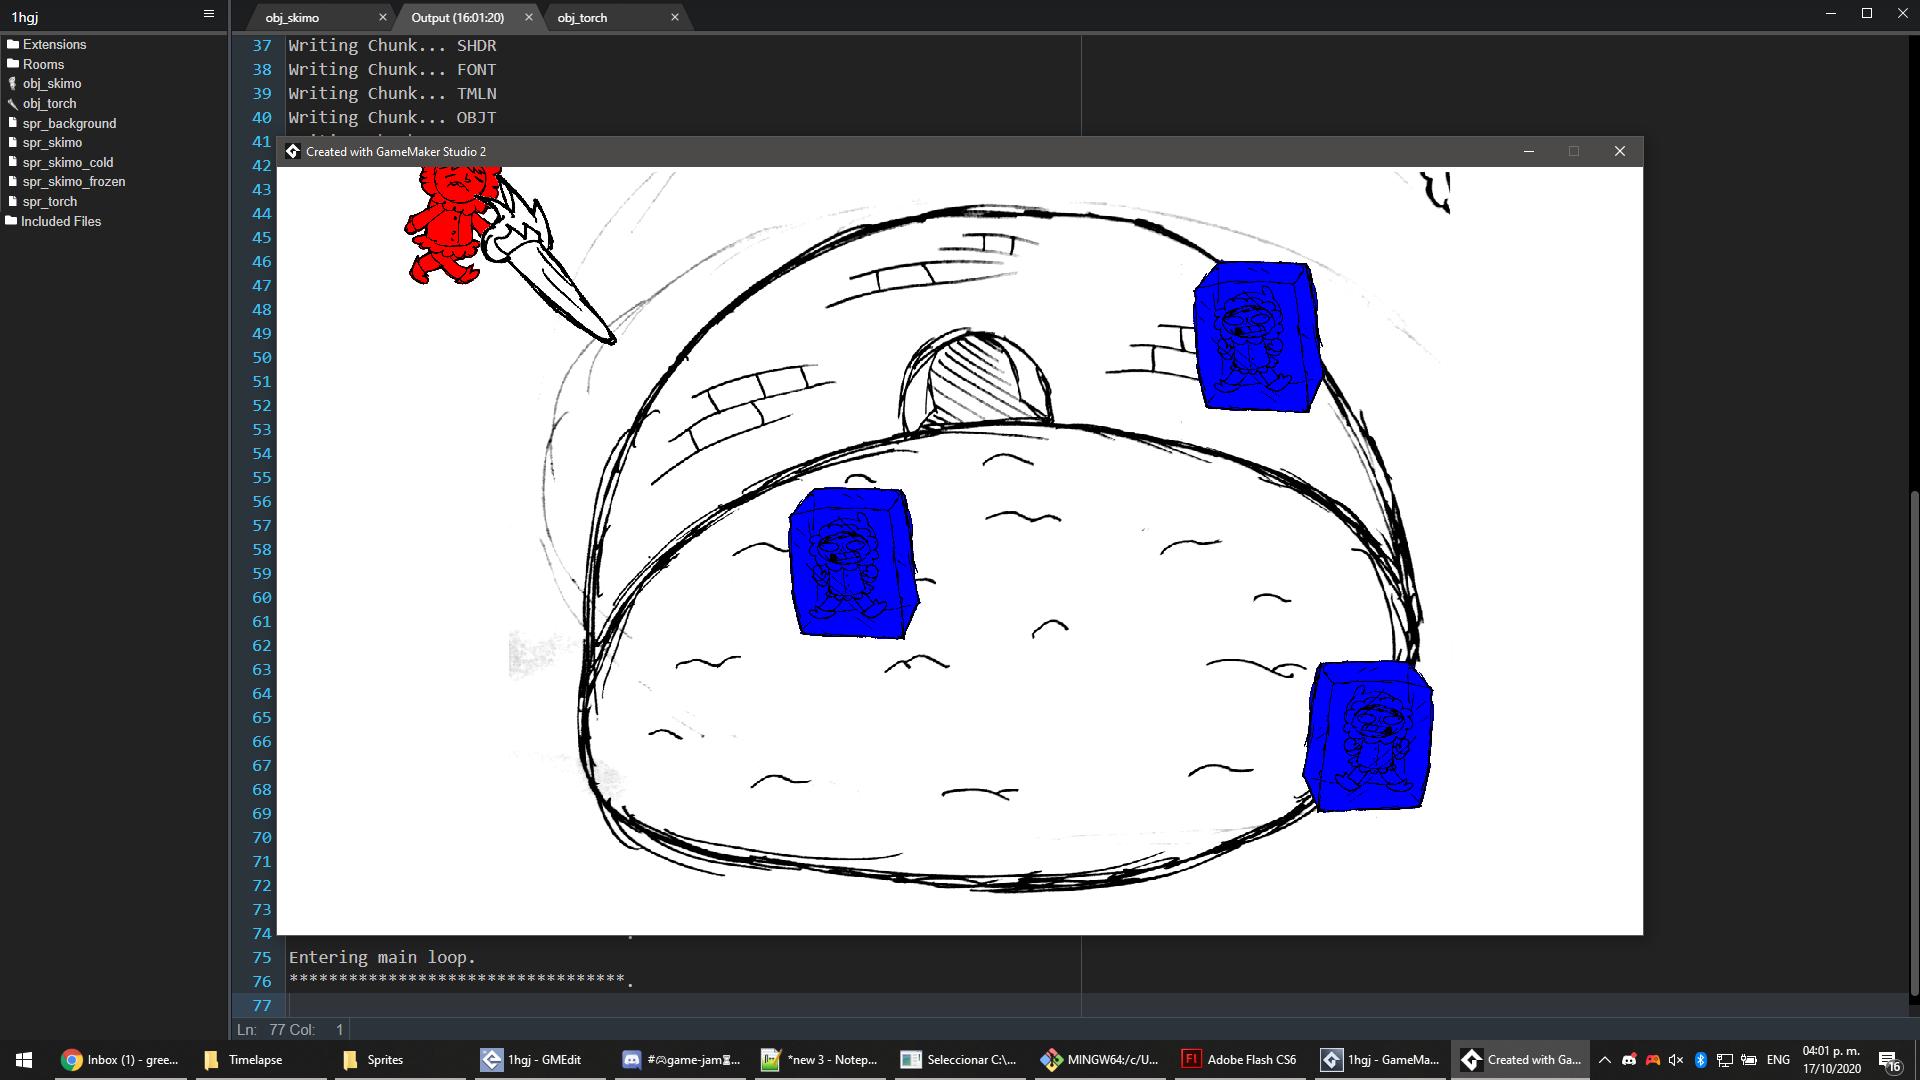 1hgj
obj_skimo
Output (16:01:20)
obj_torch
Extensions
Rooms
obj_skimo
obj_torch
spr_background
spr_skimo
spr_skimo_cold
spr_skimo_frozen
spr_torch
Included Files
37 Writing Chunk... SHDR
38 Writing Chunk... FONT
39 Writing Chunk... TMLN
40 Writing Chunk... OBJT
41
Created with GameMaker Studio 2
42
43
44
45
46
47
48
49
50
51
52
53
54
55
56
57
58
59
60
61
62
63
64
65
66
67
68
69
70
71
72
73
74
75 Entering main loop.
76 **********************************.
77
Ln: 77 Col: 1
Inbox (1) - gree...
Timelapse
Sprites
1hgj - GMEdit
#🎮game-jam⌛...
*new 3 - Notep...
Seleccionar C:\...
MINGW64:/c/U...
Adobe Flash CS6
1hgj - GameMa...
Created with Ga...
ENG
04:01 p. m.
17/10/2020
16